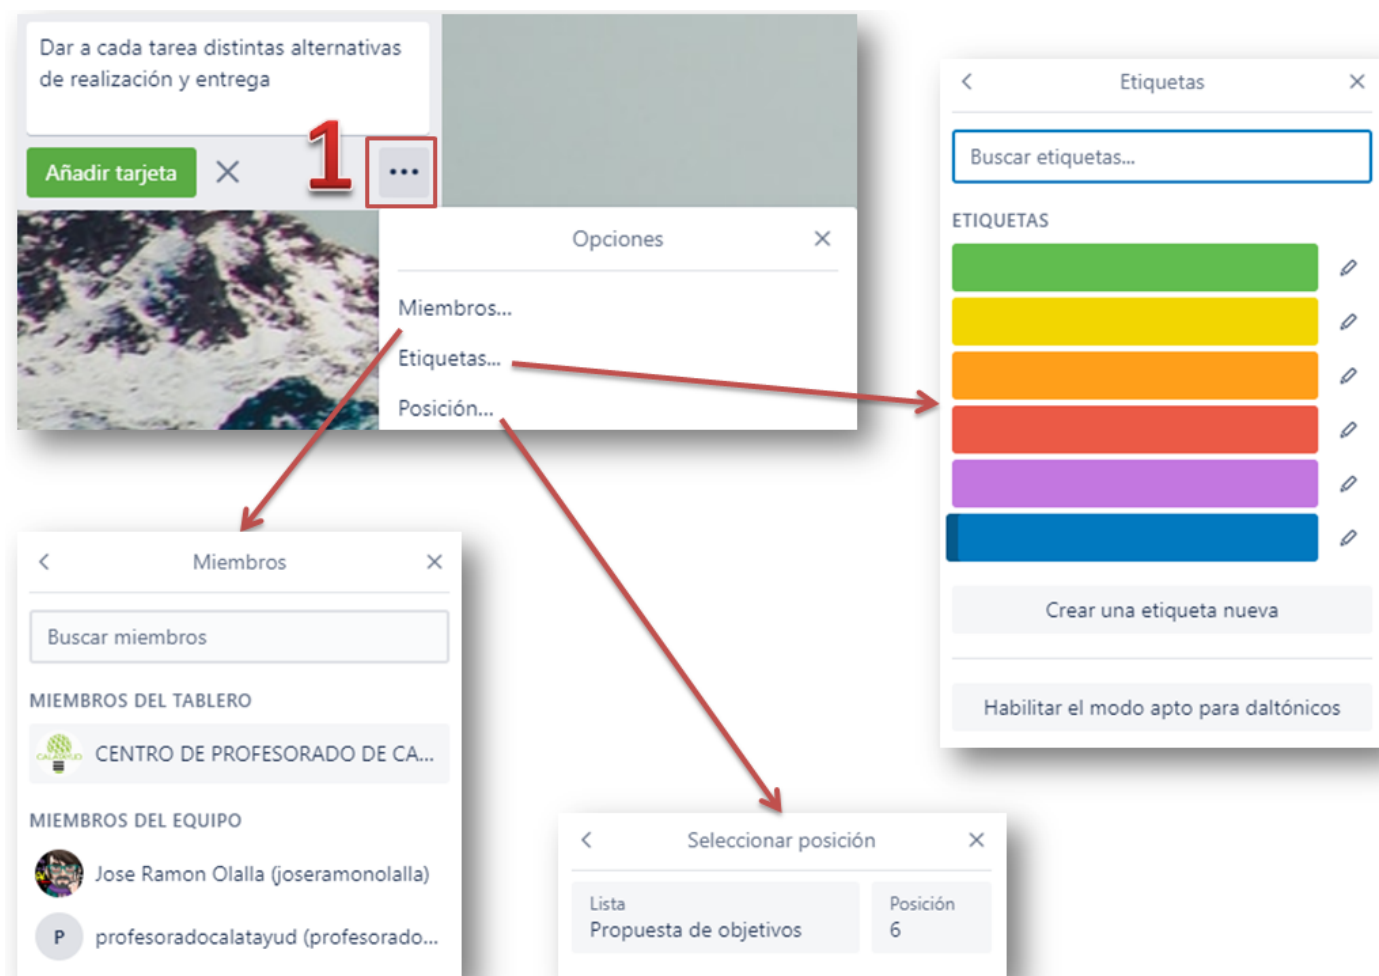 Dar a cada tarea distintas alternativas
de realización y entrega
Añadir tarjeta
1
Opciones
Miembros...
Etiquetas...
Posición...
Etiquetas
Buscar etiquetas...
ETIQUETAS
Crear una etiqueta nueva
Habilitar el modo apto para daltónicos
Miembros
Buscar miembros
MIEMBROS DEL TABLERO
CALATAYUD
CENTRO DE PROFESORADO DE CA...
MIEMBROS DEL EQUIPO
Jose Ramon Olalla (joseramonolalla)
P
profesoradocalatayud (profesorado...
Seleccionar posición
Lista
Propuesta de objetivos
Posición
6